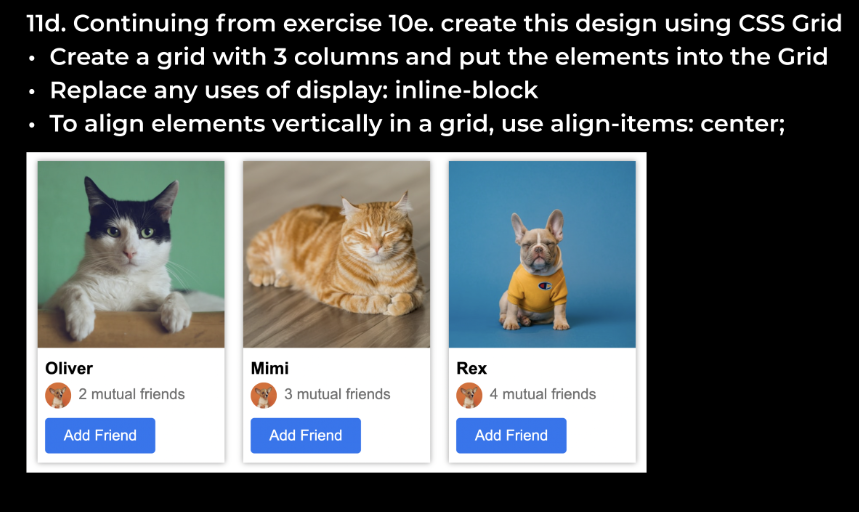 11d. Continuing from exercise 10e. create this design using CSS Grid
• Create a grid with 3 columns and put the elements into the Grid
• Replace any uses of display: inline-block
• To align elements vertically in a grid, use align-items: center;
Oliver
2 mutual friends
Add Friend
Mimi
3 mutual friends
Add Friend
Rex
4 mutual friends
Add Friend